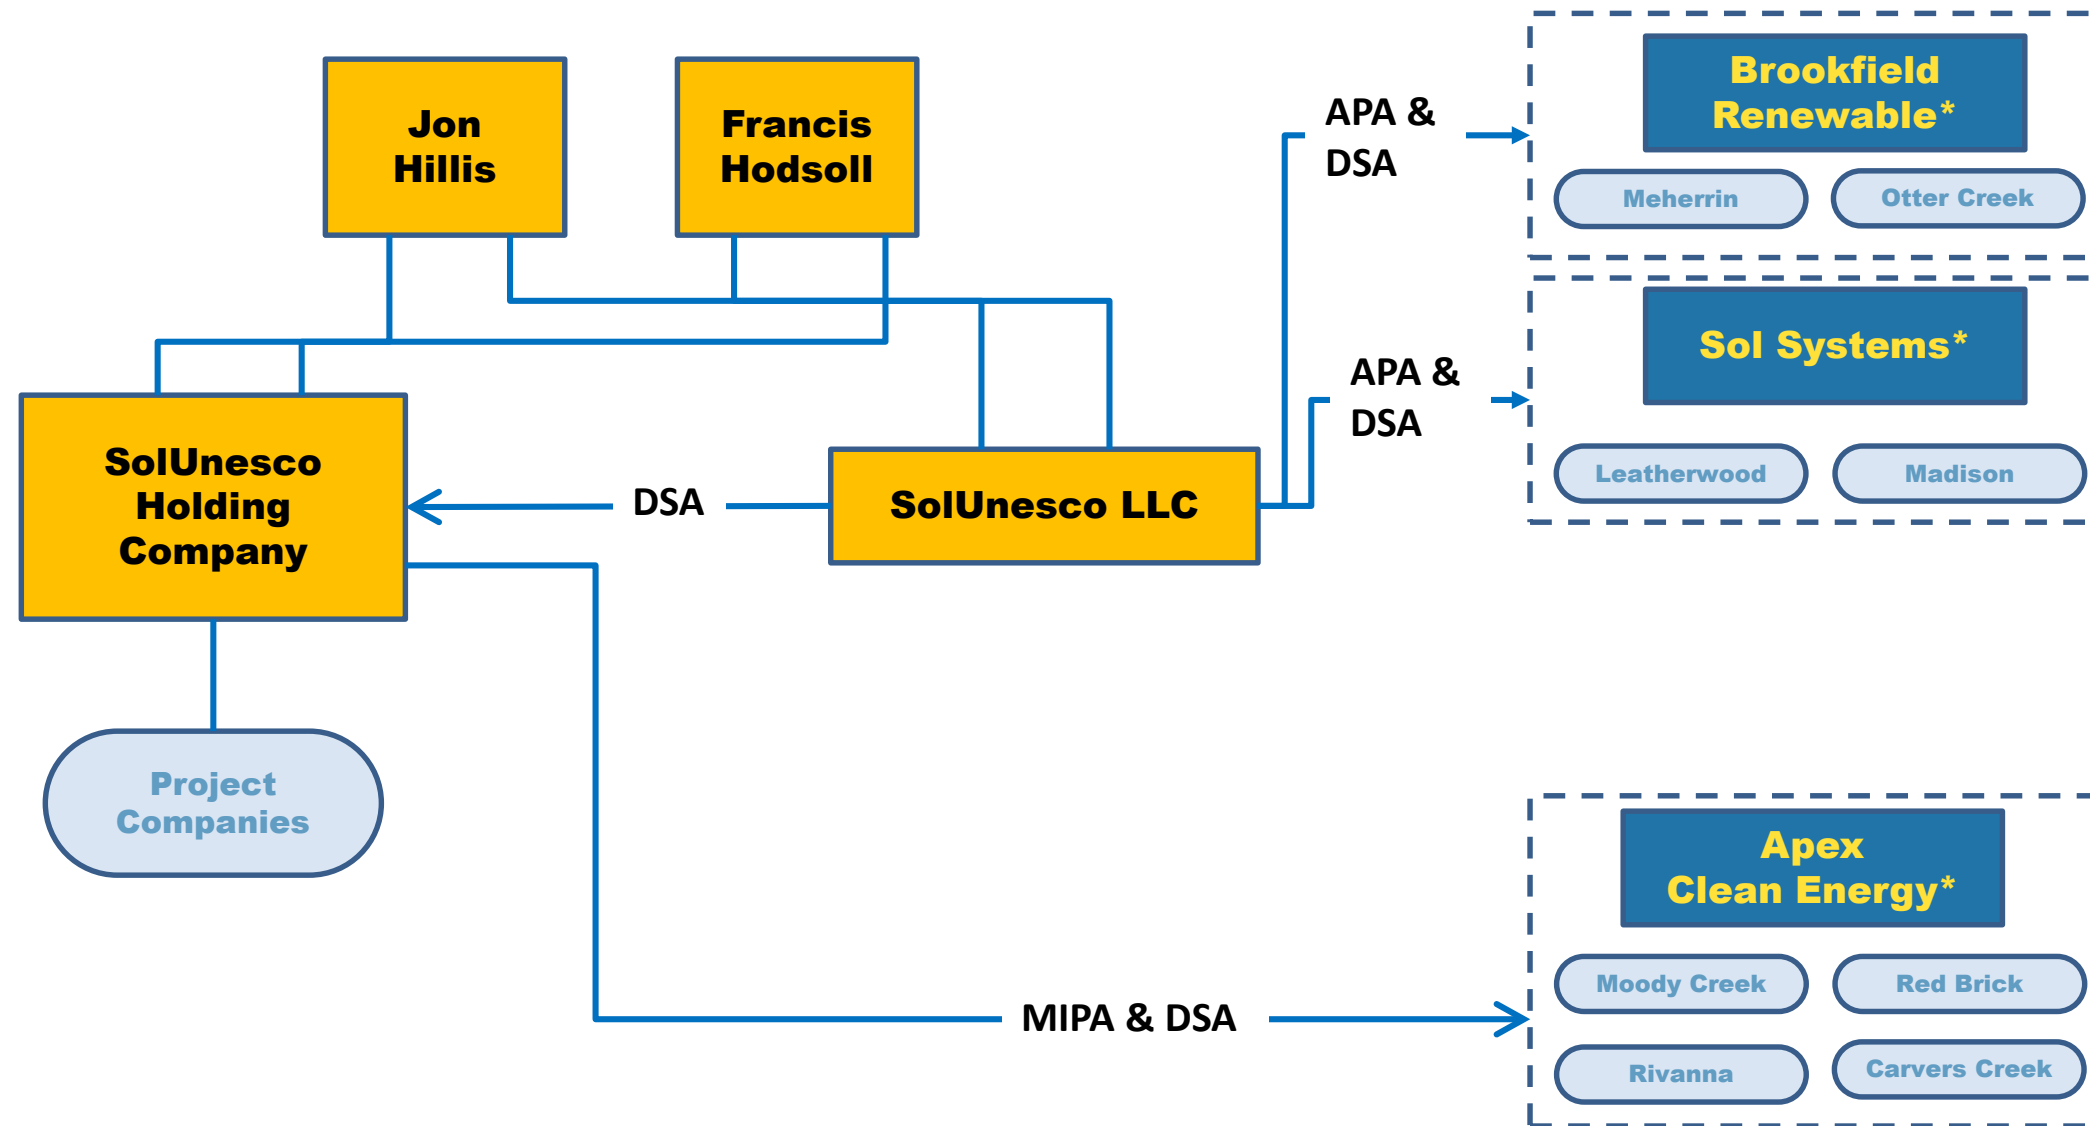 Jon
Hillis
Francis
Hodsoll
APA &
DSA
Brookfield
Renewable*
Meherrin
Otter Creek
Sol Systems*
APA &
DSA
Leatherwood
Madison
SolUnesco
Holding
Company
DSA
SolUnesco LLC
Project
Companies
Apex
Clean Energy*
Moody Creek
Red Brick
MIPA & DSA
Rivanna
Carvers Creek